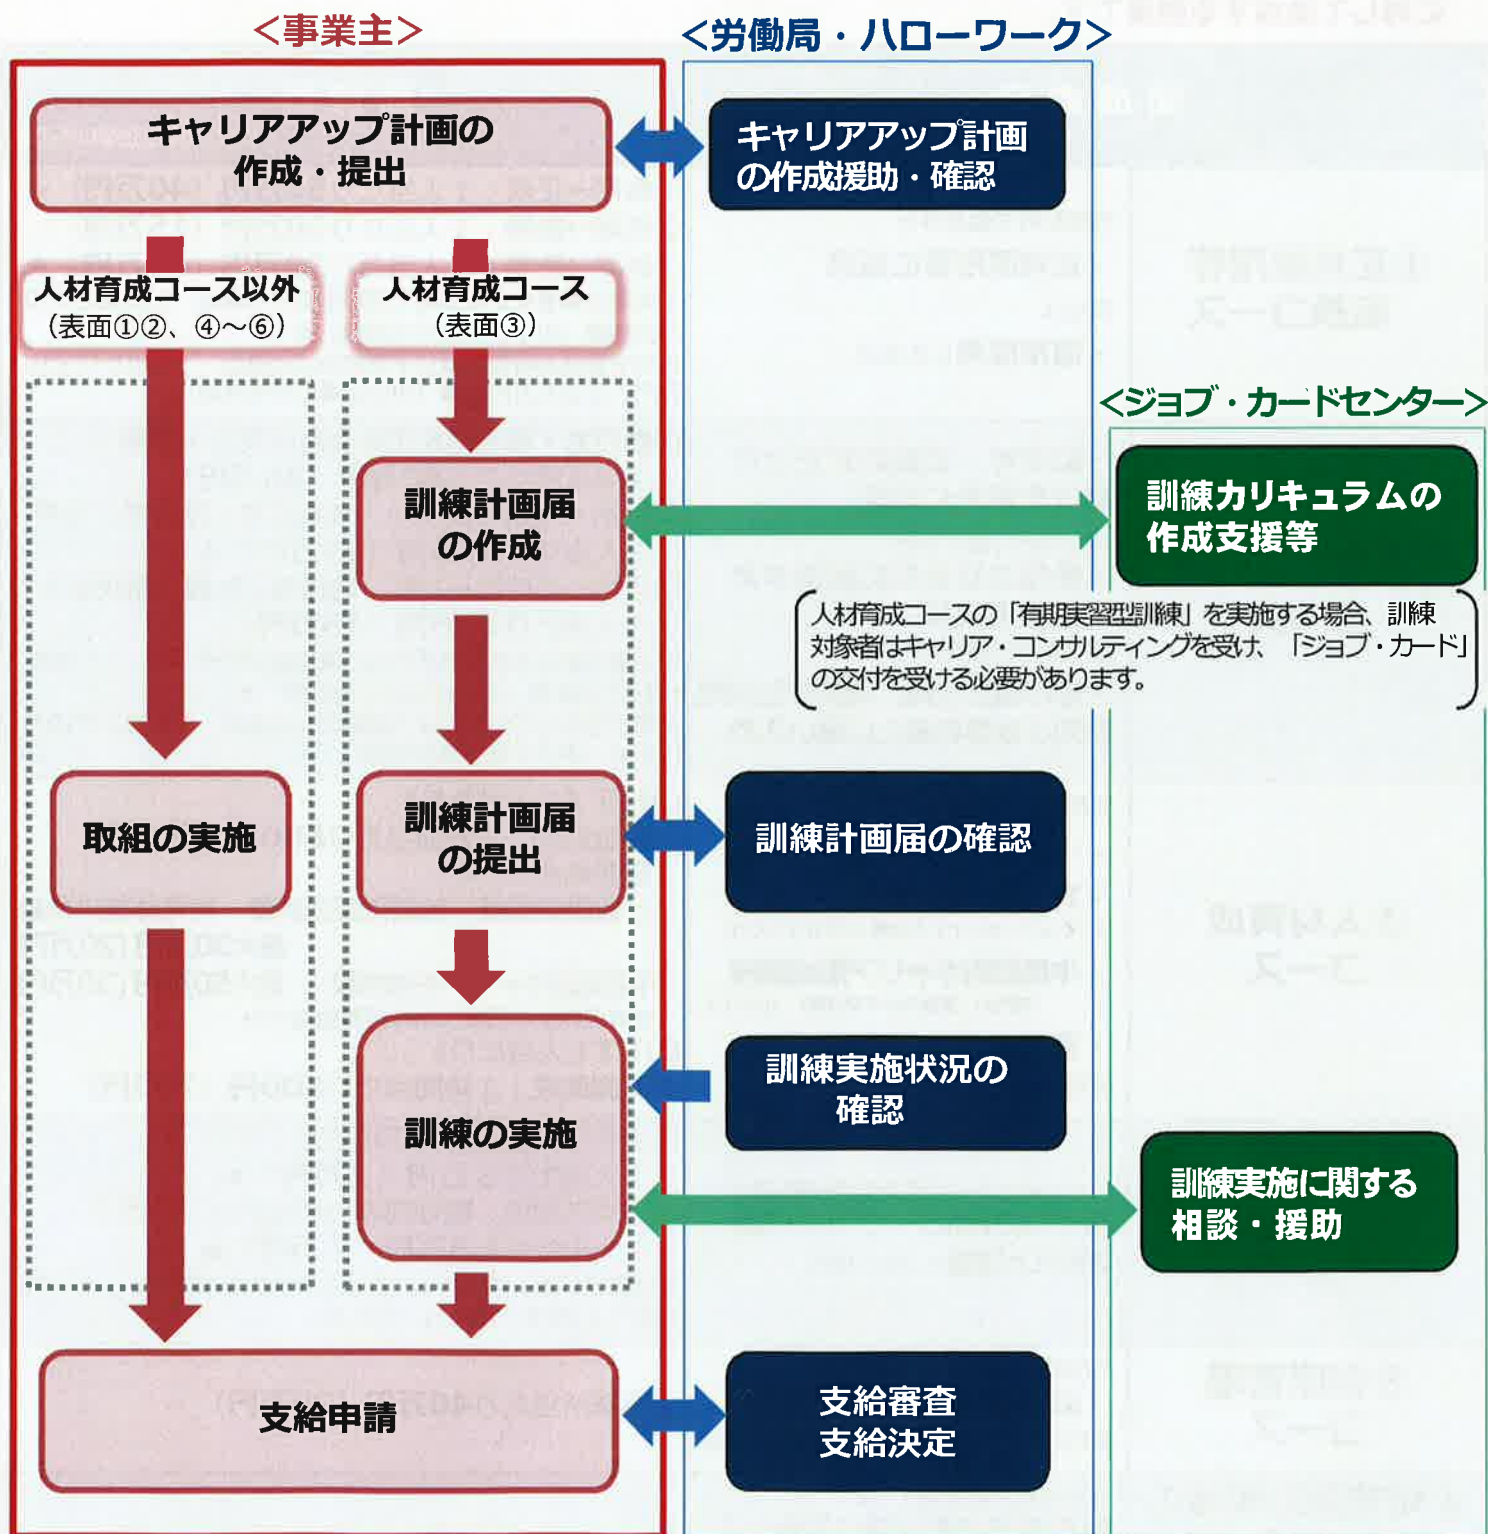 ＜事業主＞
＜労働局・ハローワーク＞
キャリアアップ計画の
作成・提出
キャリアアップ計画
の作成援助・確認
人材育成コース以外
（表面①②、④～⑥）
人材育成コース
（表面③）
＜ジョブ・カードセンター＞
訓練計画届
の作成
訓練カリキュラムの
作成支援等
人材育成コースの「有期実習型訓練」を実施する場合、訓練
対象者はキャリア・コンサルティングを受け、「ジョブ・カード」
の交付を受ける必要があります。
取組の実施
訓練計画届
の提出
訓練計画届の確認
訓練の実施
訓練実施状況の
確認
訓練実施に関する
相談・援助
支給申請
支給審査
支給決定